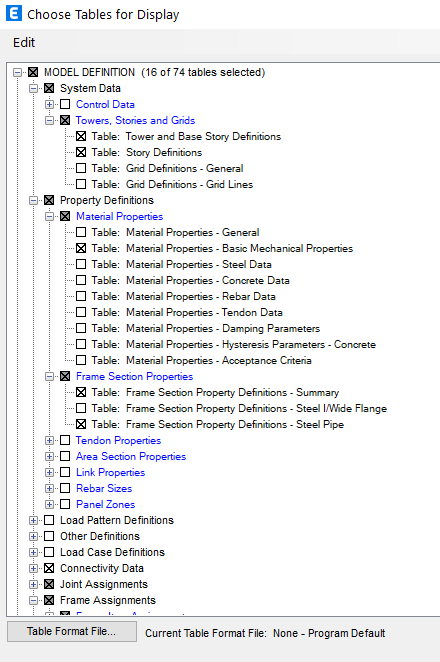 E Choose Tables for Display
Edit
MODEL DEFINITION (16 of 74 tables selected)
System Data
Control Data
Towers, Stories and Grids
Table: Tower and Base Story Definitions
Table: Story Definitions
Table: Grid Definitions - General
Table: Grid Definitions - Grid Lines
Property Definitions
Material Properties
Table: Material Properties - General
Table: Material Properties - Basic Mechanical Properties
Table: Material Properties - Steel Data
Table: Material Properties - Concrete Data
Table: Material Properties - Rebar Data
Table: Material Properties - Tendon Data
Table: Material Properties - Damping Parameters
Table: Material Properties - Hysteresis Parameters - Concrete
Table: Material Properties - Acceptance Criteria
Frame Section Properties
Table: Frame Section Property Definitions - Summary
Table: Frame Section Property Definitions - Steel I/Wide Flange
Table: Frame Section Property Definitions - Steel Pipe
Tendon Properties
Area Section Properties
Link Properties
Rebar Sizes
Panel Zones
Load Pattern Definitions
Other Definitions
Load Case Definitions
Connectivity Data
Joint Assignments
Frame Assignments
Table Format File... Current Table Format File: None - Program Default